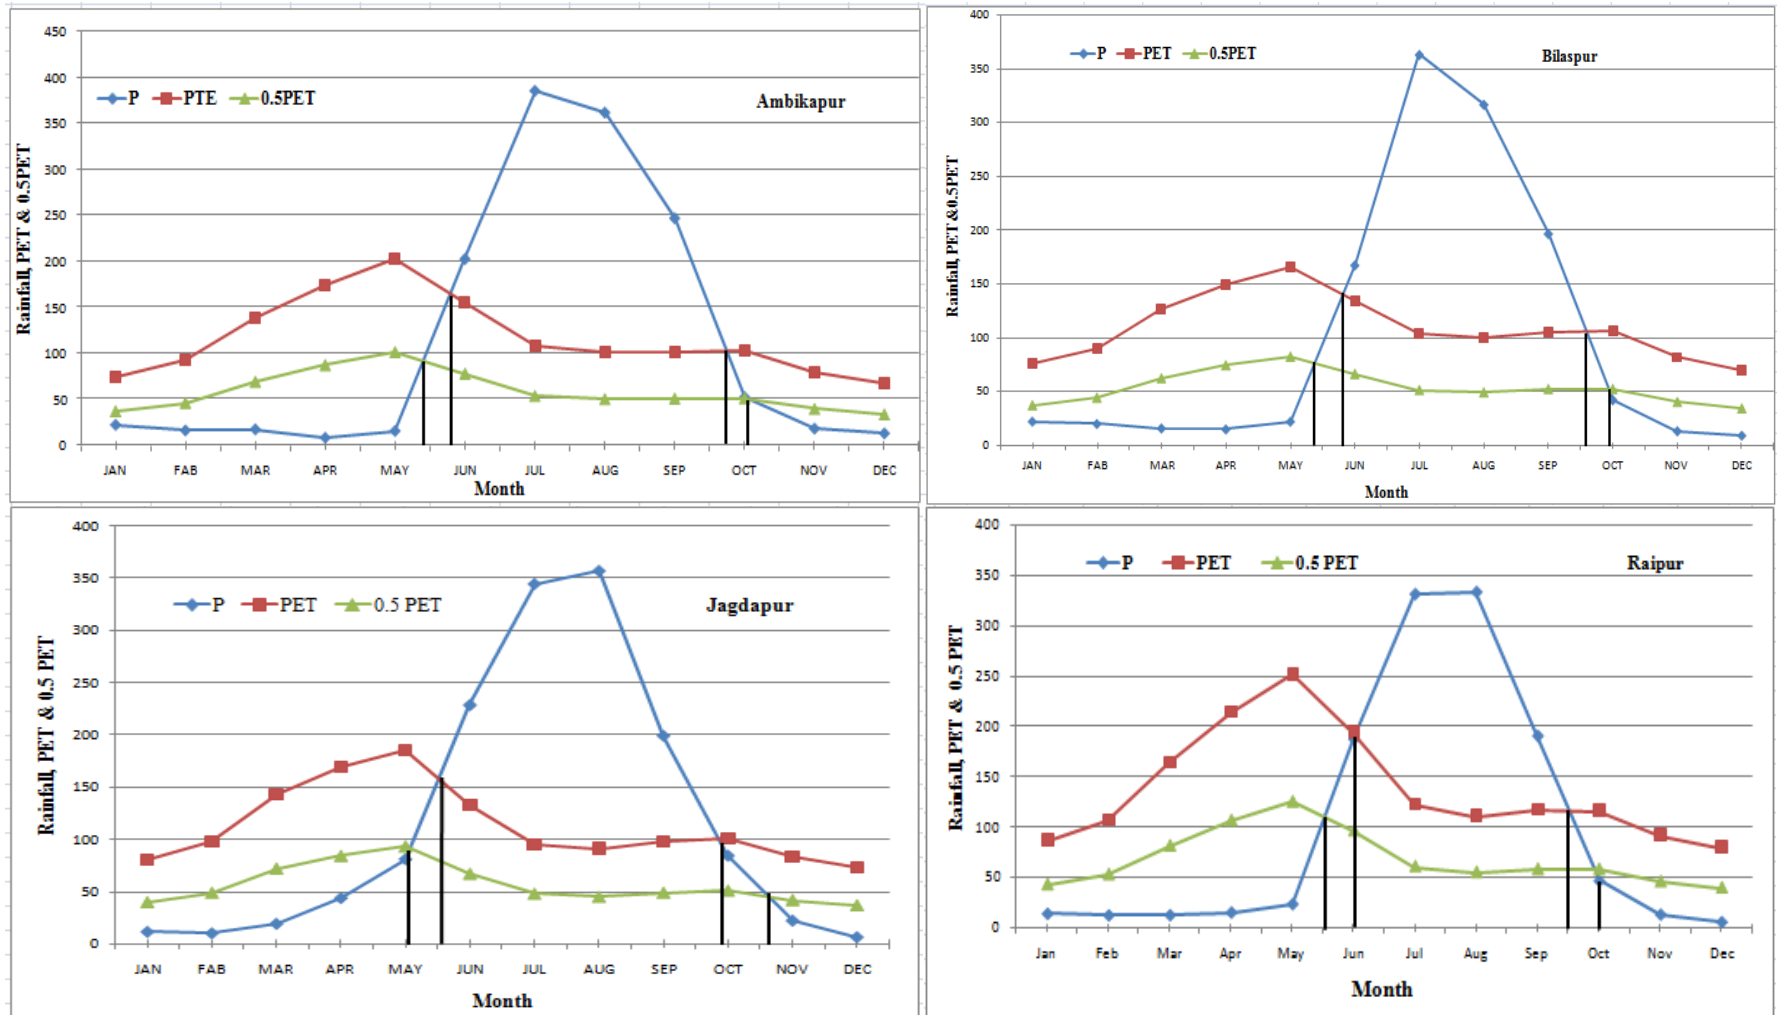 450
400
350
300
250
200
150
100
50
0
Rainfall, PET & 0.5PET
P PTE 0.5PET
Ambikapur
JAN FAB MAR APR MAY JUN JUL AUG SEP OCT NOV DEC
Month
400
350
300
250
200
150
100
50
0
Rainfall, PET &0.5PET
P PET 0.5PET
Bilaspur
JAN FAB MAR APR MAY JUN JUL AUG SEP OCT NOV DEC
Month
400
350
300
250
200
150
100
50
0
Rainfall, PET & 0.5 PET
P PET 0.5 PET
Jagdapur
JAN FAB MAR APR MAY JUN JUL AUG SEP OCT NOV DEC
Month
400
350
300
250
200
150
100
50
0
Rainfall, PET & 0.5 PET
P PET 0.5 PET
Raipur
Jan Feb Mar Apr May Jun Jul Aug Sep Oct Nov Dec
Month